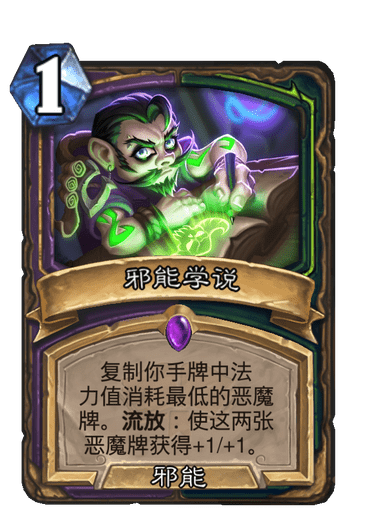 1
邪能学说
复制你手牌中法
力值消耗最低的恶魔
牌。流放：使这两张
恶魔牌获得+1/+1。
邪能